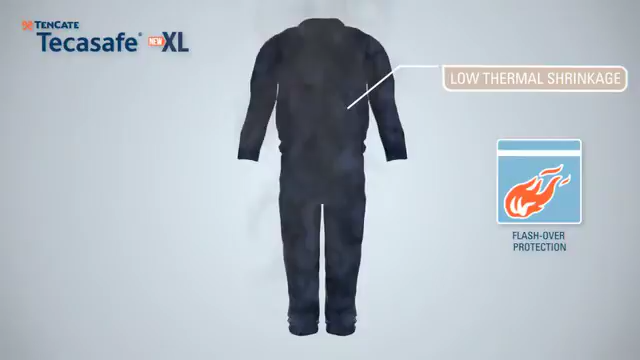 TENCATE
Tecasafe® NEW XL
LOW THERMAL SHRINKAGE
FLASH-OVER
PROTECTION